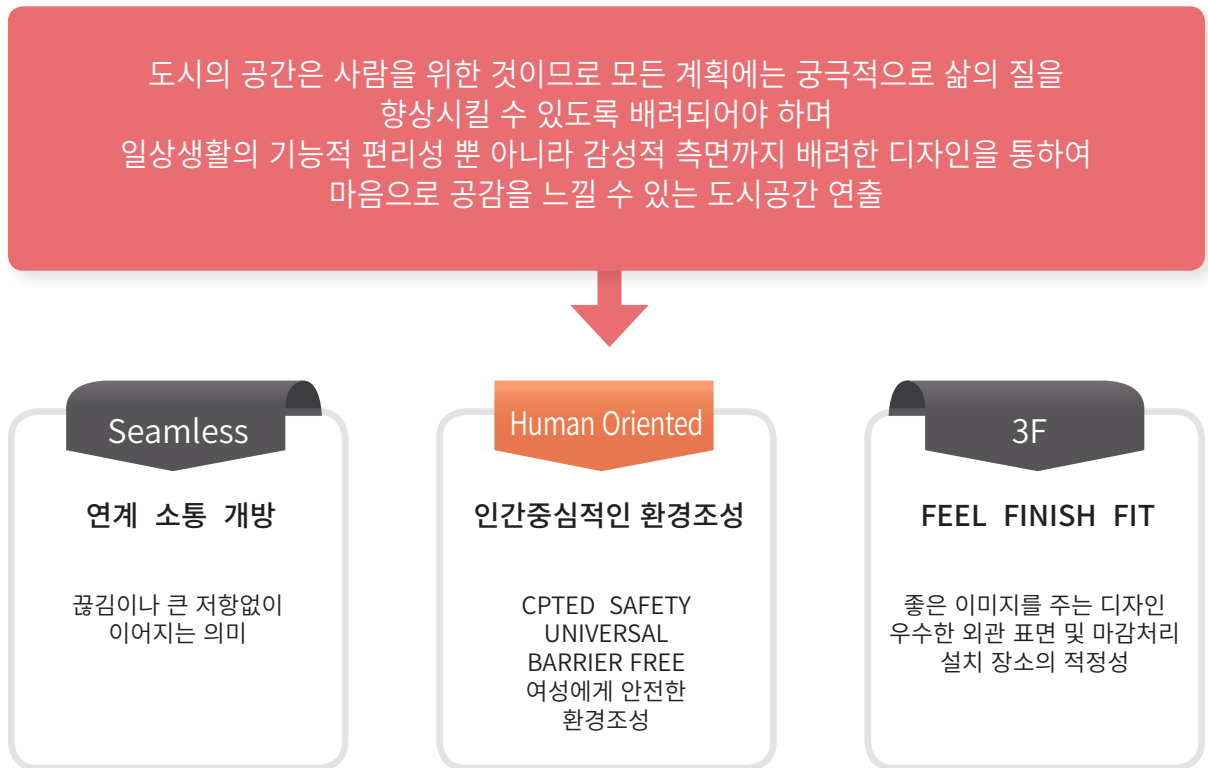 도시의 공간은 사람을 위한 것이므로 모든 계획에는 궁극적으로 삶의 질을
향상시킬 수 있도록 배려되어야 하며
일상생활의 기능적 편리성 뿐 아니라 감성적 측면까지 배려한 디자인을 통하여
마음으로 공감을 느낄 수 있는 도시공간 연출
Seamless
연계 소통 개방
끊김이나 큰 저항없이
이어지는 의미
Human Oriented
인간중심적인 환경조성
CPTED SAFETY
UNIVERSAL
BARRIER FREE
여성에게 안전한
환경조성
3F
FEEL FINISH FIT
좋은 이미지를 주는 디자인
우수한 외관 표면 및 마감처리
설치 장소의 적정성